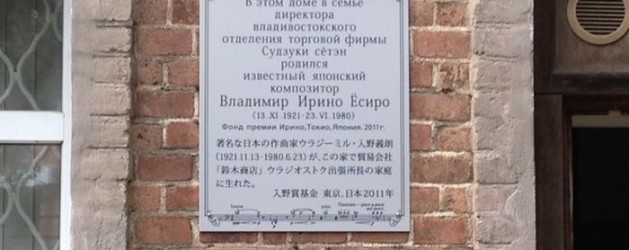 В этом доме в семье
директора
владивостокского
отделения торговой фирмы
Судзуки сётэн
родился
известный японский
композитор
Владимир Ирино Ёсиро
(13.XI.1921-23.VI.1980)
Фонд премии Ирино,Токио,Япония. 2011г.
著名な日本の作曲家ウラジーミル・入野義朗
(1921.11.13-1980.6.23)が、この家で貿易会社
「鈴木商店」ウラジオストク出張所長の家庭
に生れた。
入野賞基金 東京、日本2011年